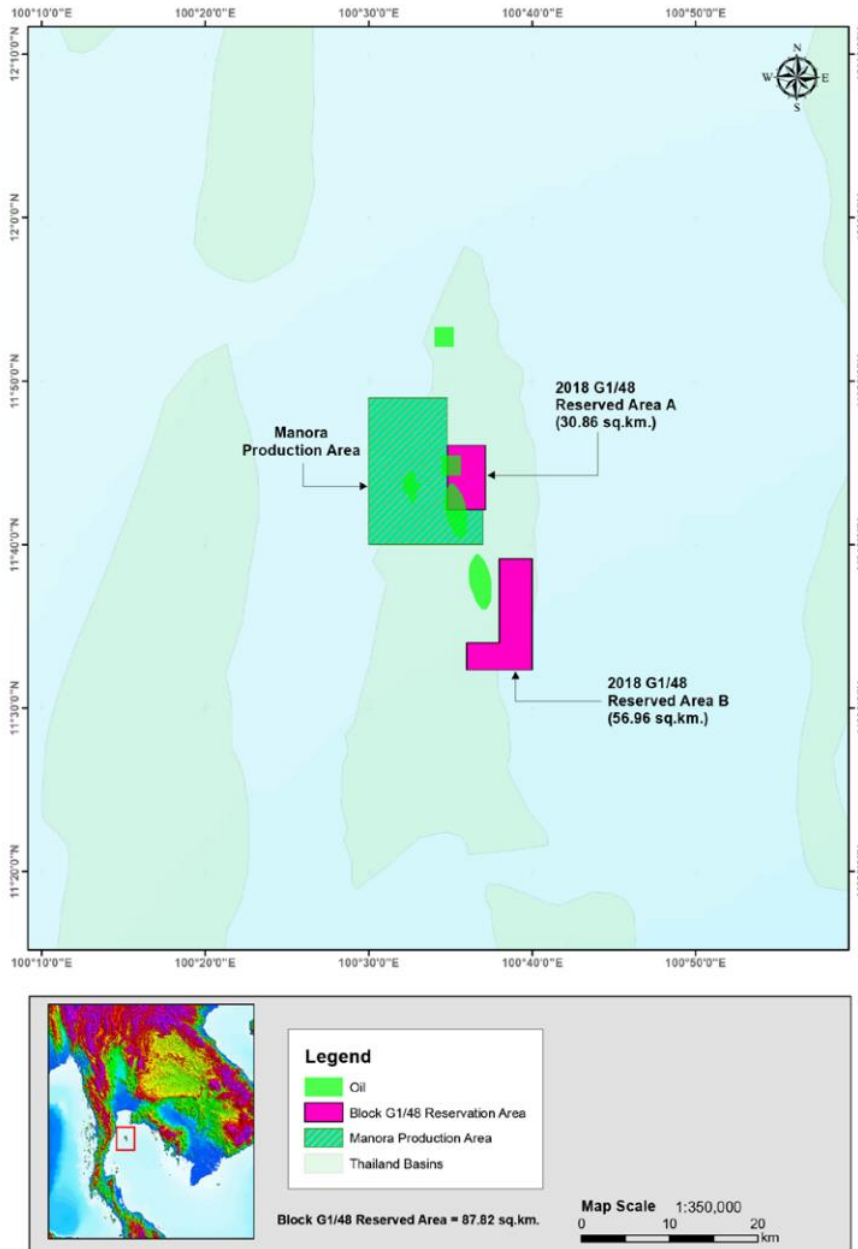 100°10'0"E 100°20'0"E 100°30'0"E 100°40'0"E 100°50'0"E
12°10'0"N
12°0'0"N
11°50'0"N
11°40'0"N
11°30'0"N
11°20'0"N
N
W E
S
2018 G1/48
Reserved Area A
(30.86 sq.km.)
Manora
Production Area
2018 G1/48
Reserved Area B
(56.96 sq.km.)
100°10'0"E 100°20'0"E 100°30'0"E 100°40'0"E 100°50'0"E
Legend
Oil
Block G1/48 Reservation Area
Manora Production Area
Thailand Basins
Block G1/48 Reserved Area = 87.82 sq.km.
Map Scale 1:350,000
0 10 20
km